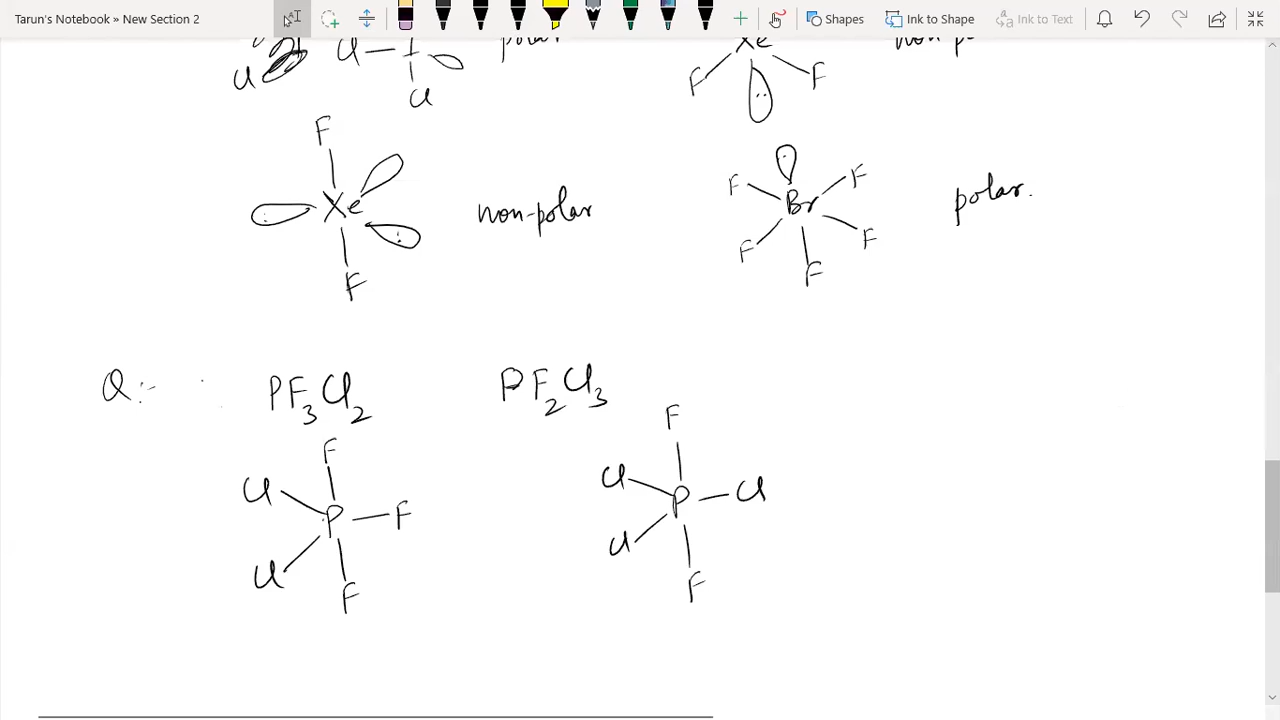 Tarun's Notebook » New Section 2
Shapes
Ink to Shape
Ink to Text
Cl Cl polar
Cl
Xe
F F
F
Xe
F
non-polar
F F
Br
F F
F
polar.
Q:- PF3Cl2 PF2Cl3
F
Cl
P F
Cl
F
F
Cl
P Cl
Cl
F